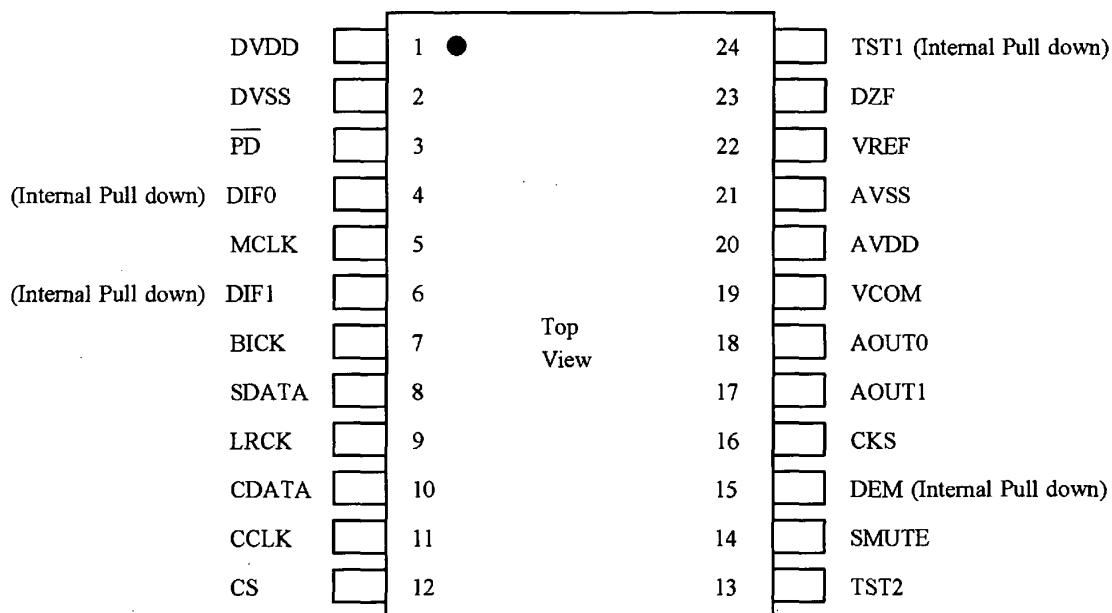 DVDD 1 24 TST1 (Internal Pull down)
DVSS 2 23 DZF
P̅D̅ 3 22 VREF
(Internal Pull down) DIF0 4 21 AVSS
MCLK 5 20 AVDD
(Internal Pull down) DIF1 6 19 VCOM
BICK 7 18 AOUT0
Top
View
SDATA 8 17 AOUT1
LRCK 9 16 CKS
CDATA 10 15 DEM (Internal Pull down)
CCLK 11 14 SMUTE
CS 12 13 TST2